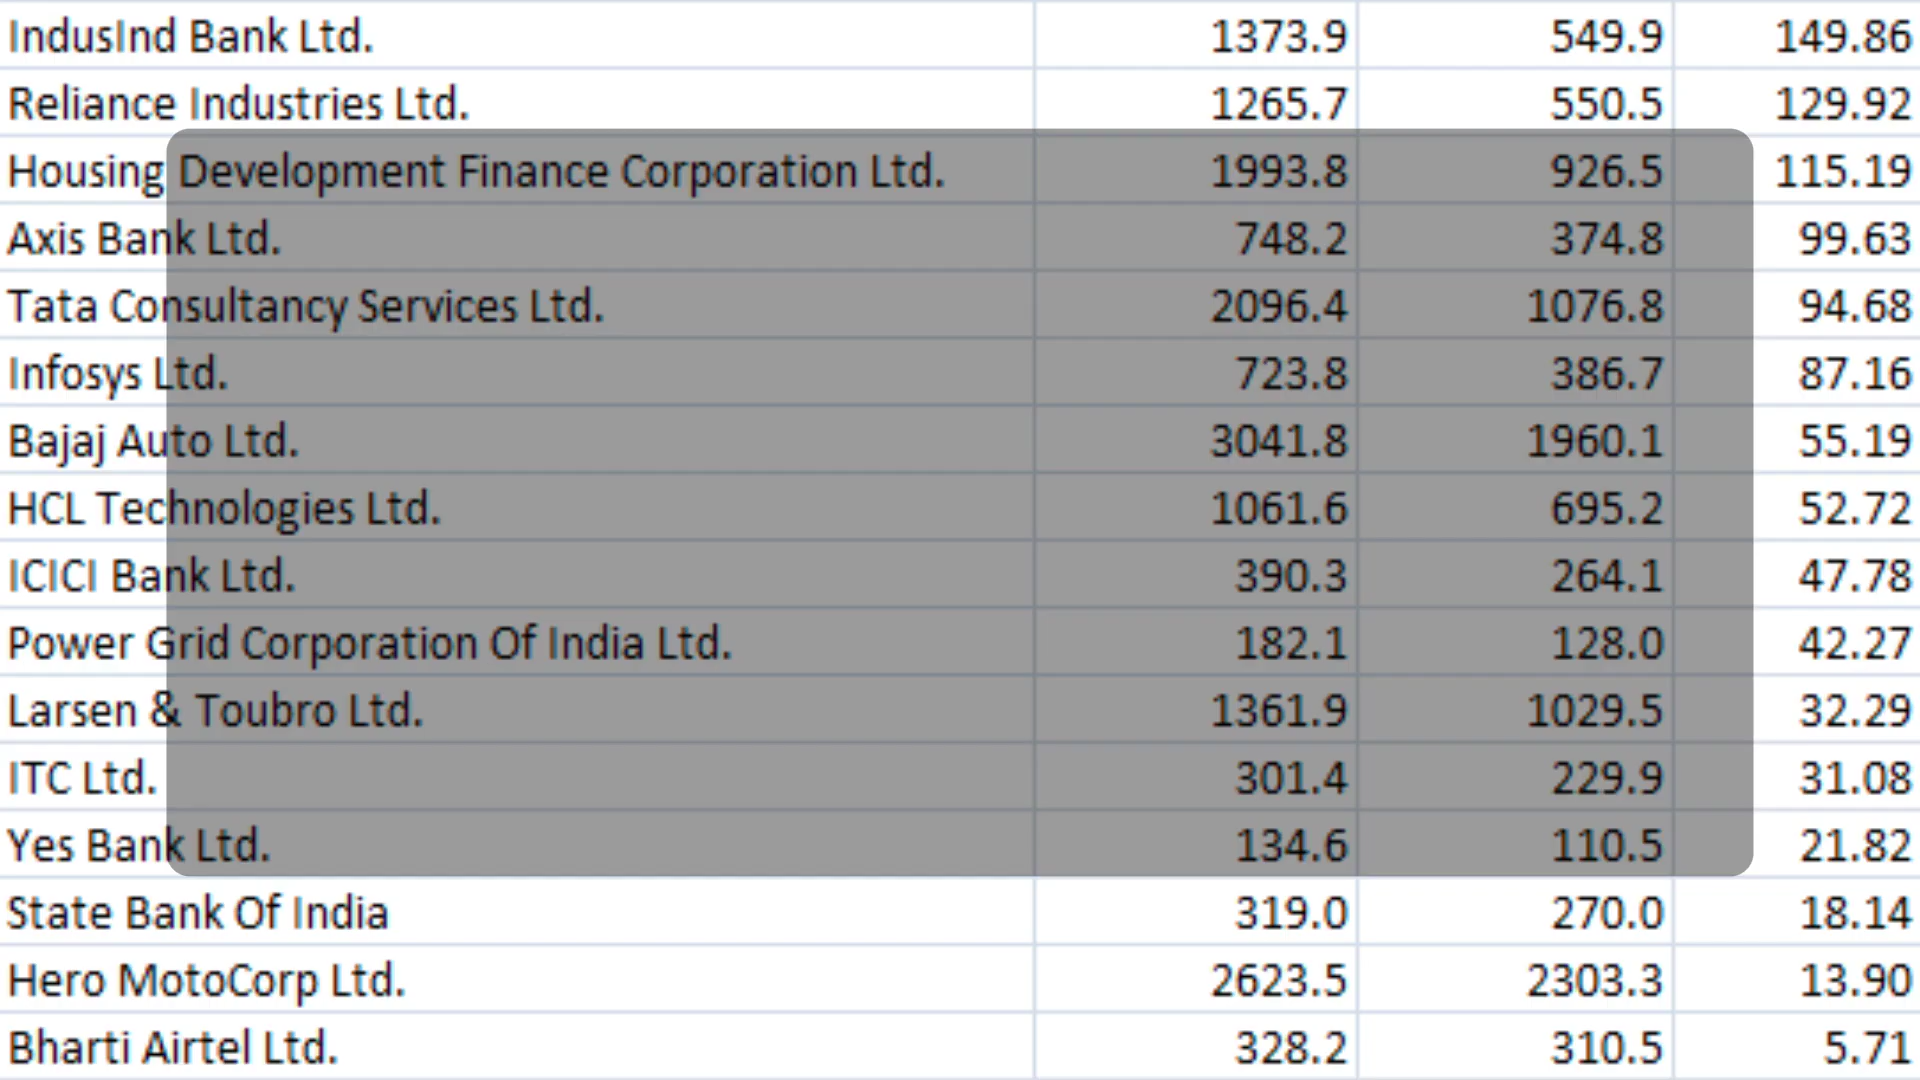 IndusInd Bank Ltd. 1373.9 549.9 149.86
Reliance Industries Ltd. 1265.7 550.5 129.92
Housing Development Finance Corporation Ltd. 1993.8 926.5 115.19
Axis Bank Ltd. 748.2 374.8 99.63
Tata Consultancy Services Ltd. 2096.4 1076.8 94.68
Infosys Ltd. 723.8 386.7 87.16
Bajaj Auto Ltd. 3041.8 1960.1 55.19
HCL Technologies Ltd. 1061.6 695.2 52.72
ICICI Bank Ltd. 390.3 264.1 47.78
Power Grid Corporation Of India Ltd. 182.1 128.0 42.27
Larsen & Toubro Ltd. 1361.9 1029.5 32.29
ITC Ltd. 301.4 229.9 31.08
Yes Bank Ltd. 134.6 110.5 21.82
State Bank Of India 319.0 270.0 18.14
Hero MotoCorp Ltd. 2623.5 2303.3 13.90
Bharti Airtel Ltd. 328.2 310.5 5.71